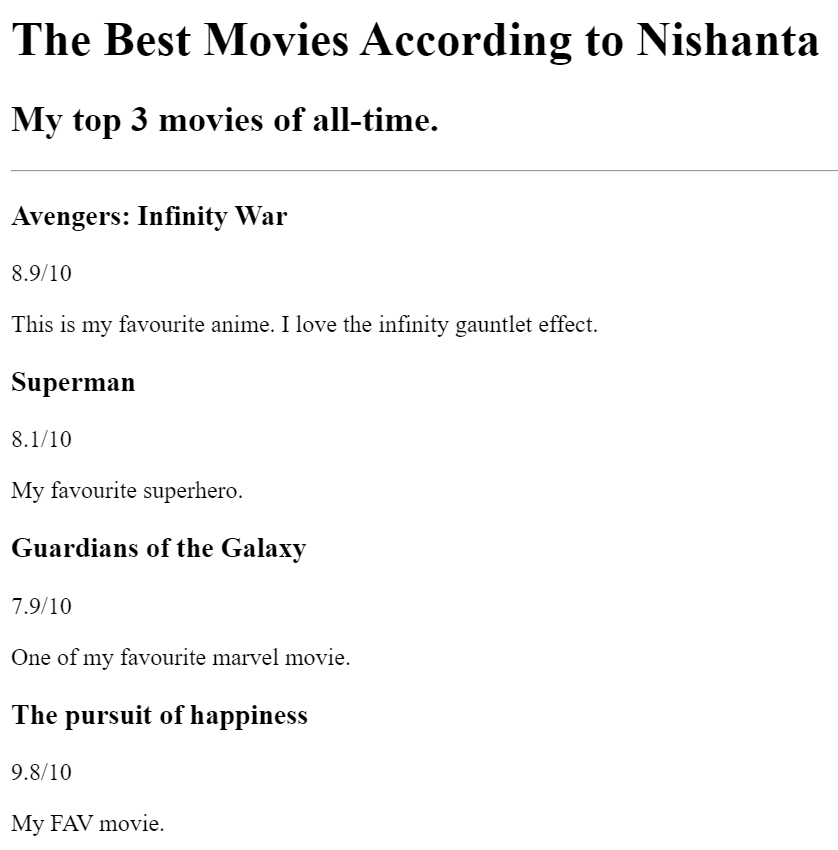 The Best Movies According to Nishanta
My top 3 movies of all-time.
Avengers: Infinity War
8.9/10
This is my favourite anime. I love the infinity gauntlet effect.
Superman
8.1/10
My favourite superhero.
Guardians of the Galaxy
7.9/10
One of my favourite marvel movie.
The pursuit of happiness
9.8/10
My FAV movie.